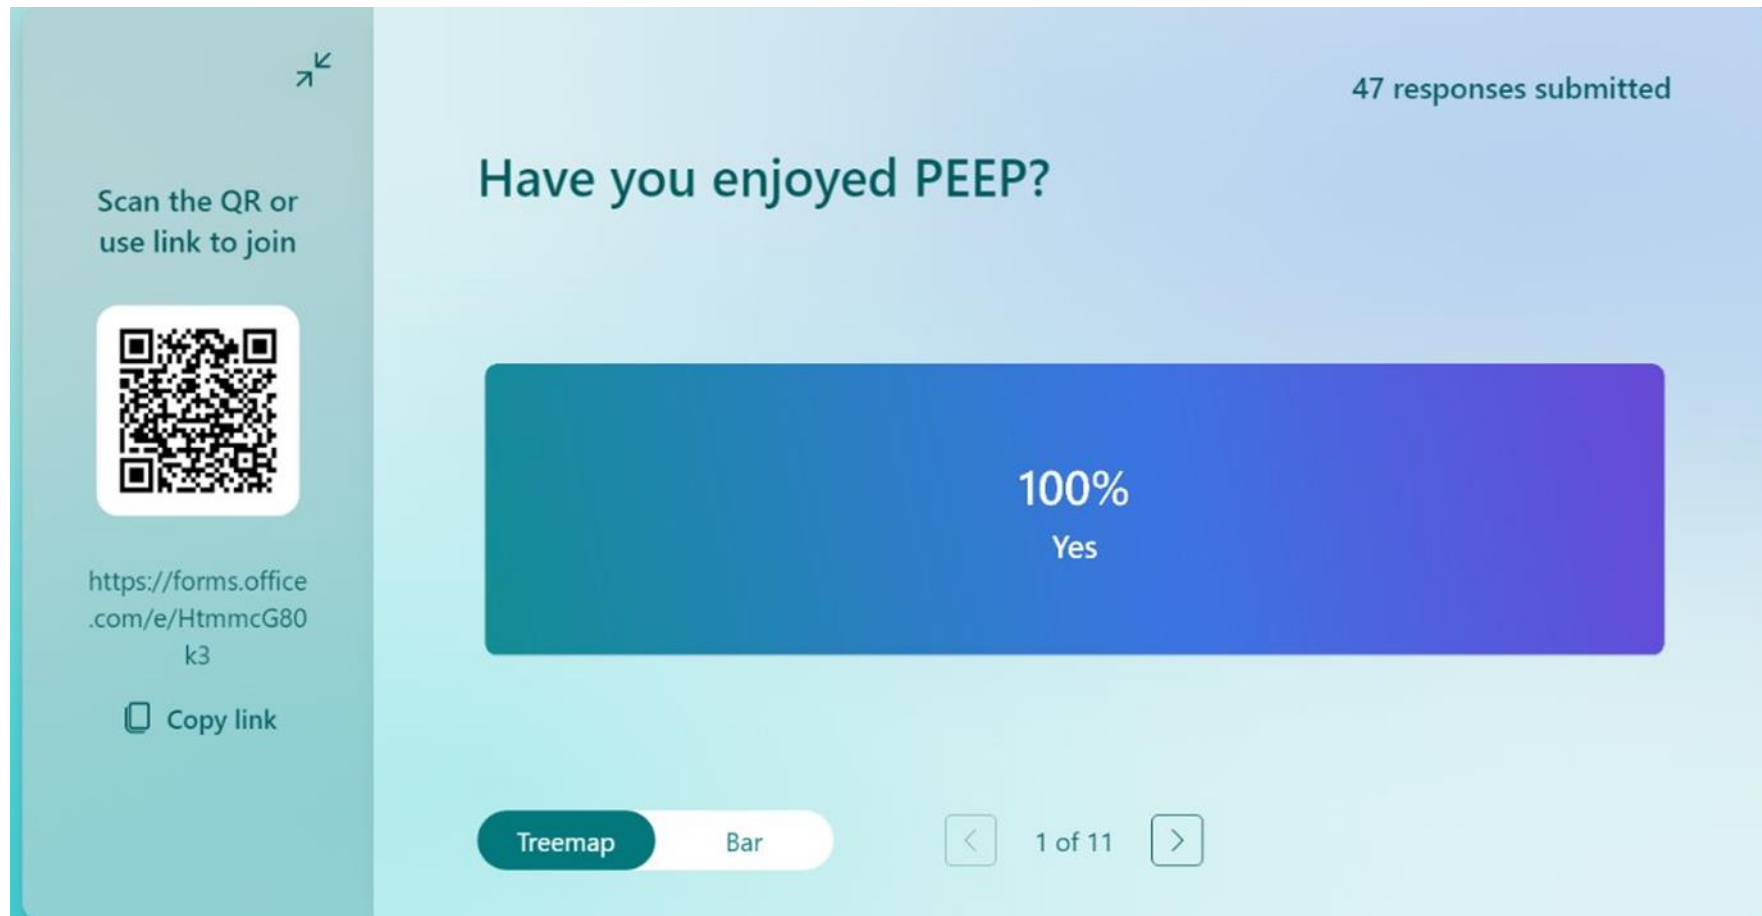 Scan the QR or
use link to join
https://forms.office
.com/e/HtmmcG80
k3
Copy link
47 responses submitted
Have you enjoyed PEEP?
100%
Yes
Treemap
Bar
1 of 11